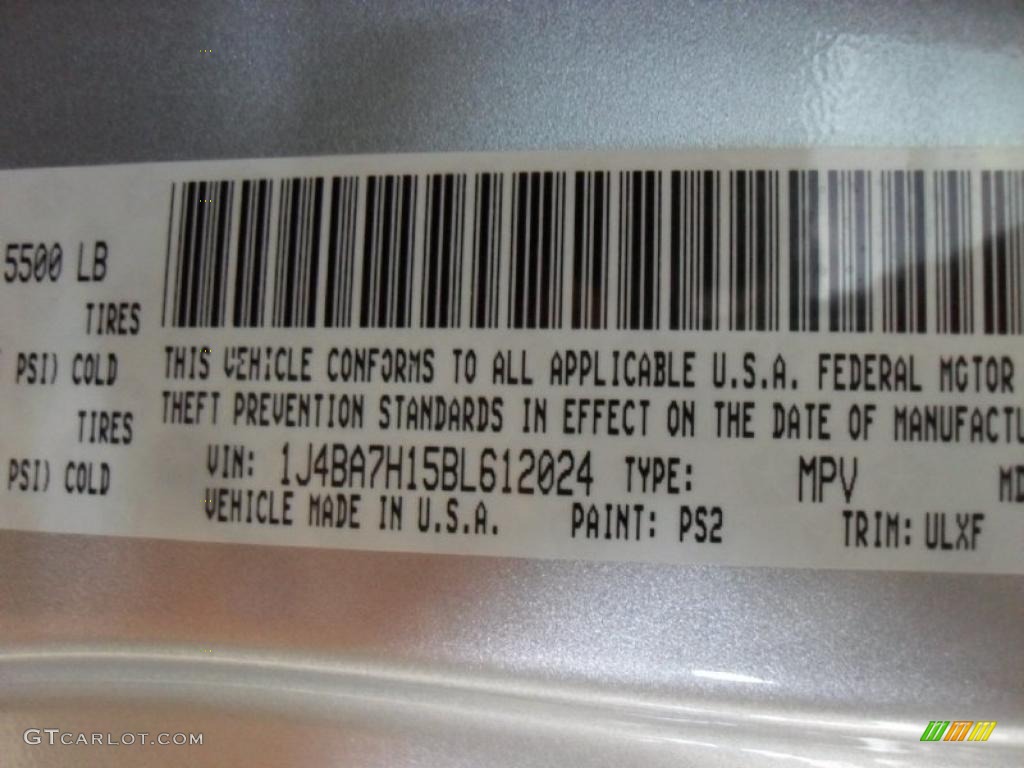 5500 LB
TIRES
PSI) COLD
TIRES
PSI) COLD
THIS VEHICLE CONFORMS TO ALL APPLICABLE U.S.A. FEDERAL MOTOR
THEFT PREVENTION STANDARDS IN EFFECT ON THE DATE OF MANUFACTU
VIN: 1J4BA7H15BL612024 TYPE: MPV MD
VEHICLE MADE IN U.S.A. PAINT: PS2 TRIM: ULXF
GTCARLOT.COM